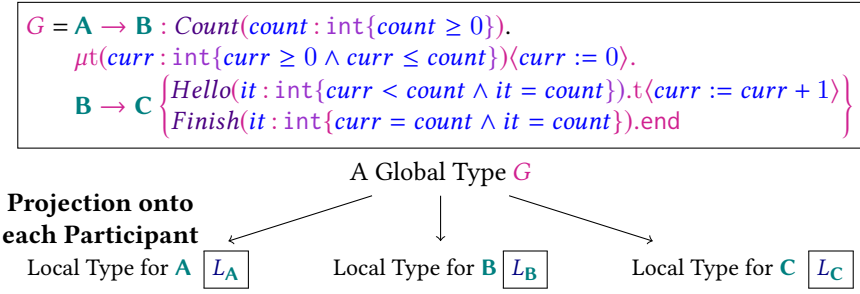 G = A → B : Count(count : int{count ≥ 0}).
μt(curr : int{curr ≥ 0 ∧ curr ≤ count})⟨curr := 0⟩.
B → C { Hello(it : int{curr < count ∧ it = count}).t⟨curr := curr + 1⟩
Finish(it : int{curr = count ∧ it = count}).end }
A Global Type G
Projection onto
each Participant
Local Type for A L_A Local Type for B L_B Local Type for C L_C